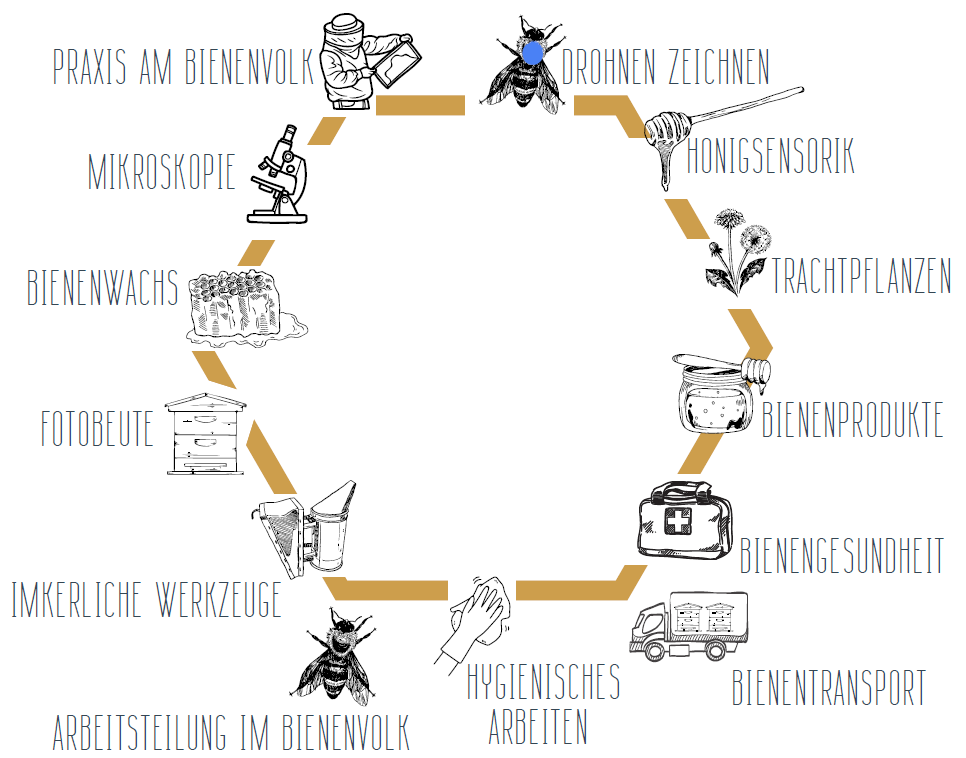 PRAXIS AM BIENENVOLK
DROHNEN ZEICHNEN
HONIGSENSORIK
MIKROSKOPIE
TRACHTPFLANZEN
BIENENWACHS
BIENENPRODUKTE
FOTOBEUTE
BIENENGESUNDHEIT
IMKERLICHE WERKZEUGE
BIENENTRANSPORT
HYGIENISCHES
ARBEITEN
ARBEITSTEILUNG IM BIENENVOLK